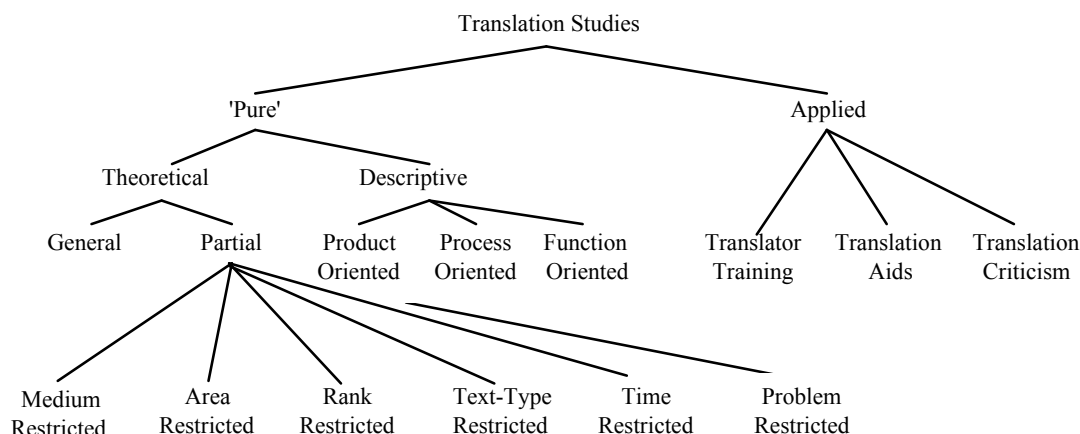 Translation Studies
'Pure' Applied
Theoretical Descriptive
General Partial Product Process Function Translator Translation Translation
Oriented Oriented Oriented Training Aids Criticism
Medium Area Rank Text-Type Time Problem
Restricted Restricted Restricted Restricted Restricted Restricted